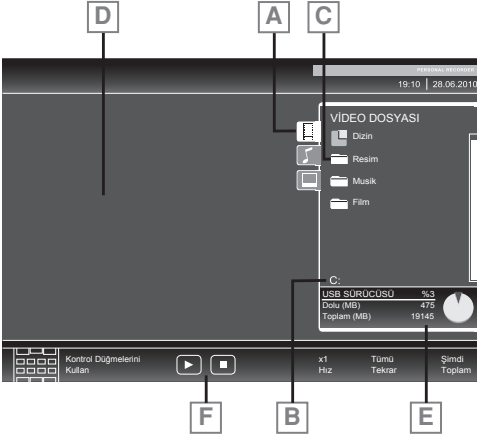 D
A
C
PERSONAL RECORDER
19:10 | 28.06.2010
VİDEO DOSYASI
Dizin
Resim
Musik
Film
C:
USB SÜRÜCÜSÜ %3
Dolu (MB) 475
Toplam (MB) 19145
Kontrol Düğmelerini
Kullan
x1 Tümü Şimdi
Hız Tekrar Toplam
F
B
E